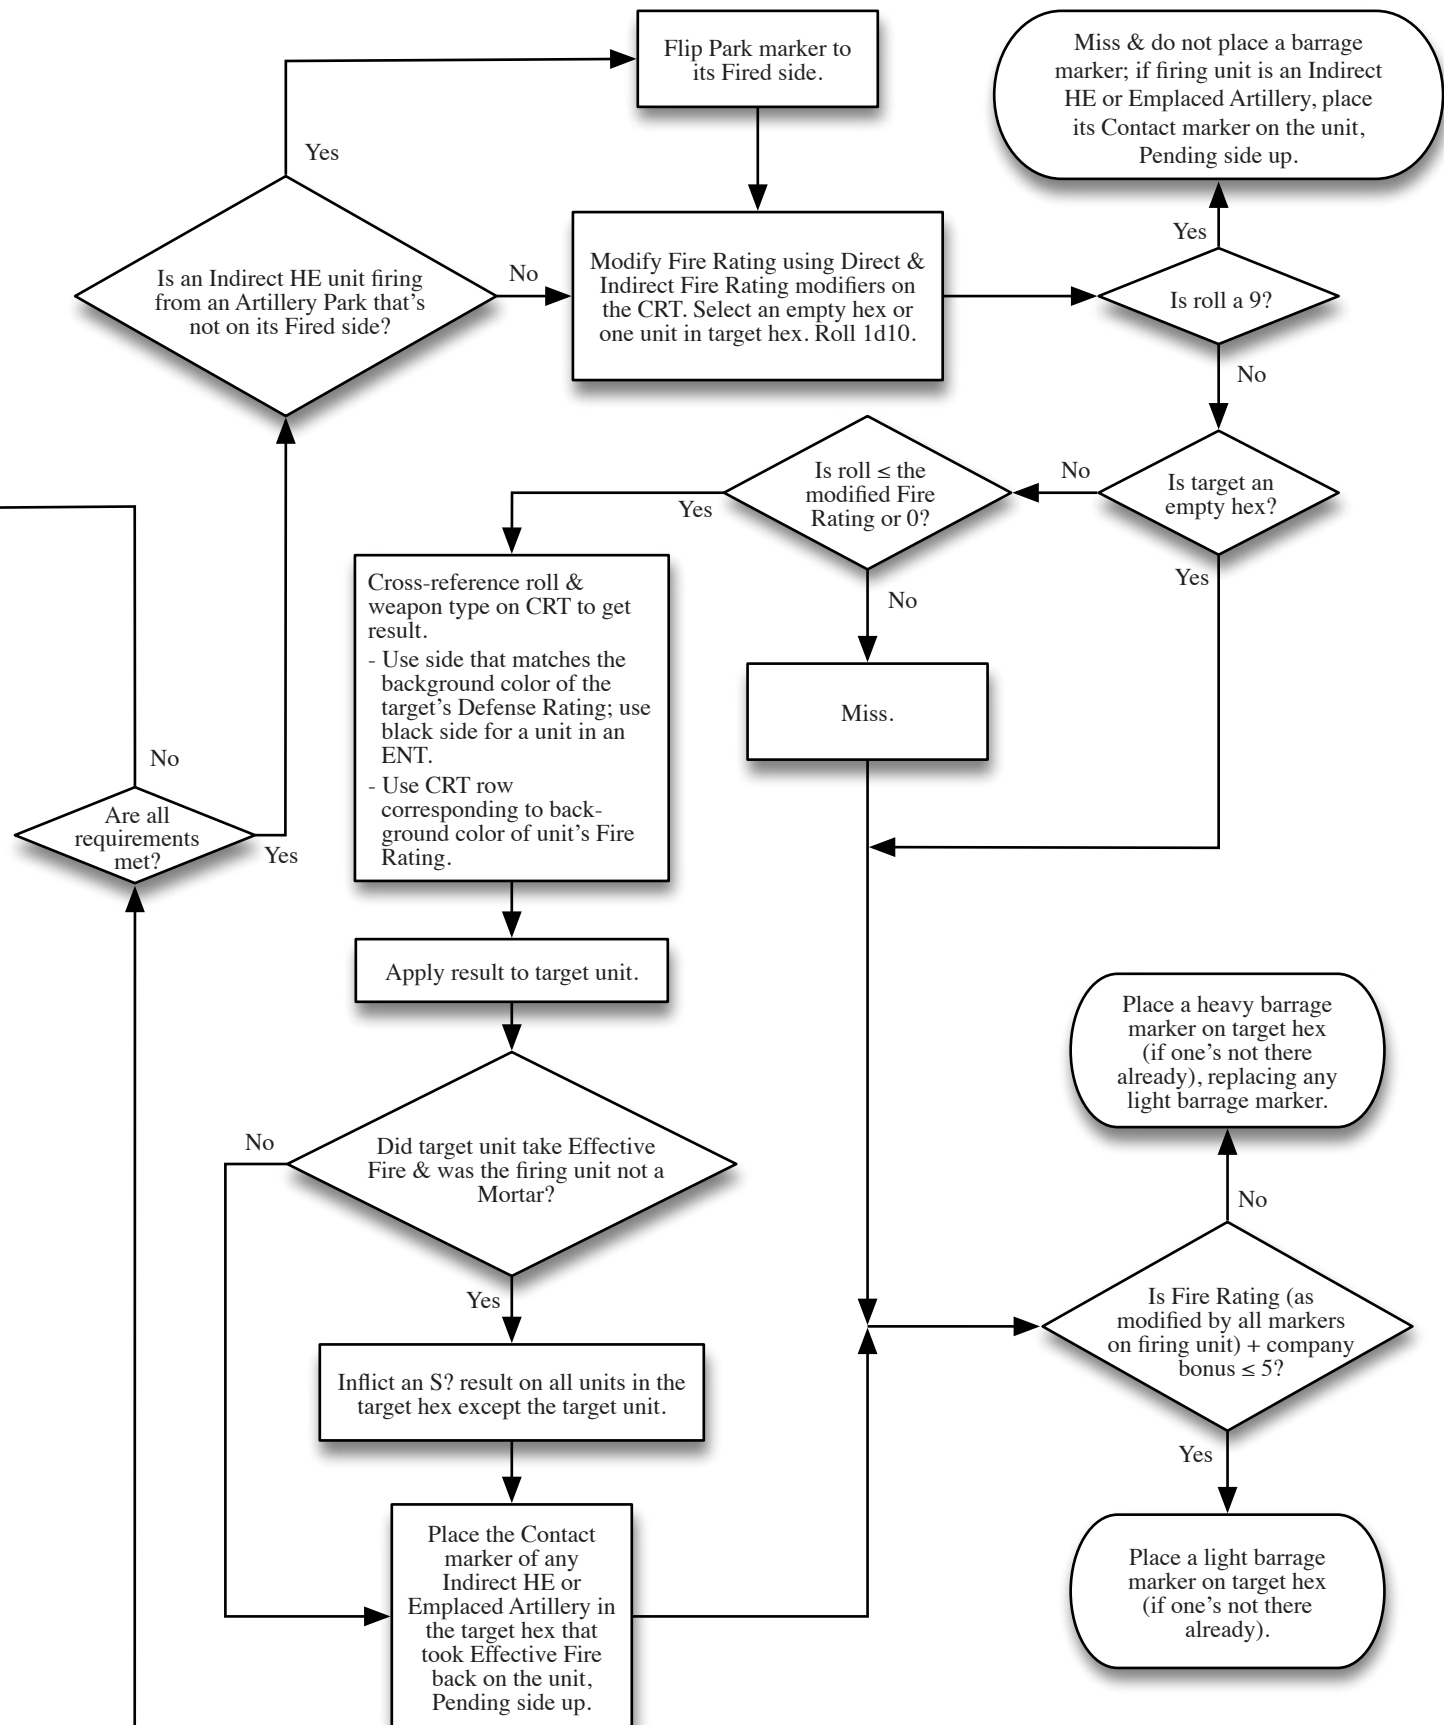 Flip Park marker to
its Fired side.
Miss & do not place a barrage
marker; if firing unit is an Indirect
HE or Emplaced Artillery, place
its Contact marker on the unit,
Pending side up.
Yes
Yes
Is an Indirect HE unit firing
from an Artillery Park that's
not on its Fired side?
No
Modify Fire Rating using Direct &
Indirect Fire Rating modifiers on
the CRT. Select an empty hex or
one unit in target hex. Roll 1d10.
Is roll a 9?
No
Is roll ≤ the
modified Fire
Rating or 0?
No
Is target an
empty hex?
Yes
Yes
No
Cross-reference roll &
weapon type on CRT to get
result.
- Use side that matches the
background color of the
target's Defense Rating; use
black side for a unit in an
ENT.
- Use CRT row
corresponding to back-
ground color of unit's Fire
Rating.
Miss.
No
Are all
requirements
met?
Yes
Apply result to target unit.
Place a heavy barrage
marker on target hex
(if one's not there
already), replacing any
light barrage marker.
No
Did target unit take Effective
Fire & was the firing unit not a
Mortar?
No
Yes
Is Fire Rating (as
modified by all markers
on firing unit) + company
bonus ≤ 5?
Inflict an S? result on all units in the
target hex except the target unit.
Yes
Place the Contact
marker of any
Indirect HE or
Emplaced Artillery in
the target hex that
took Effective Fire
back on the unit,
Pending side up.
Place a light barrage
marker on target hex
(if one's not there
already).